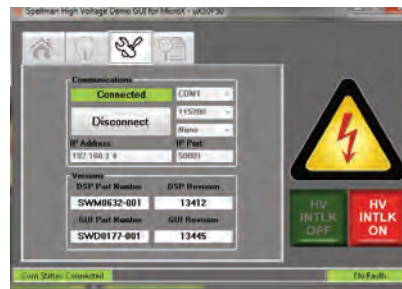 Spellman High Voltage Demo GUI for MicroX - uX50P50
Communications
Connected
COM1
115200
Disconnect
None
IP Address
IP Port
192.168.1.4
50001
Versions
DSP Part Number
DSP Revision
SWM0632-001
13412
GUI Part Number
GUI Revision
SWD0177-001
13445
HV
INTLK
OFF
HV
INTLK
ON
Com Status: Connected
No Faults